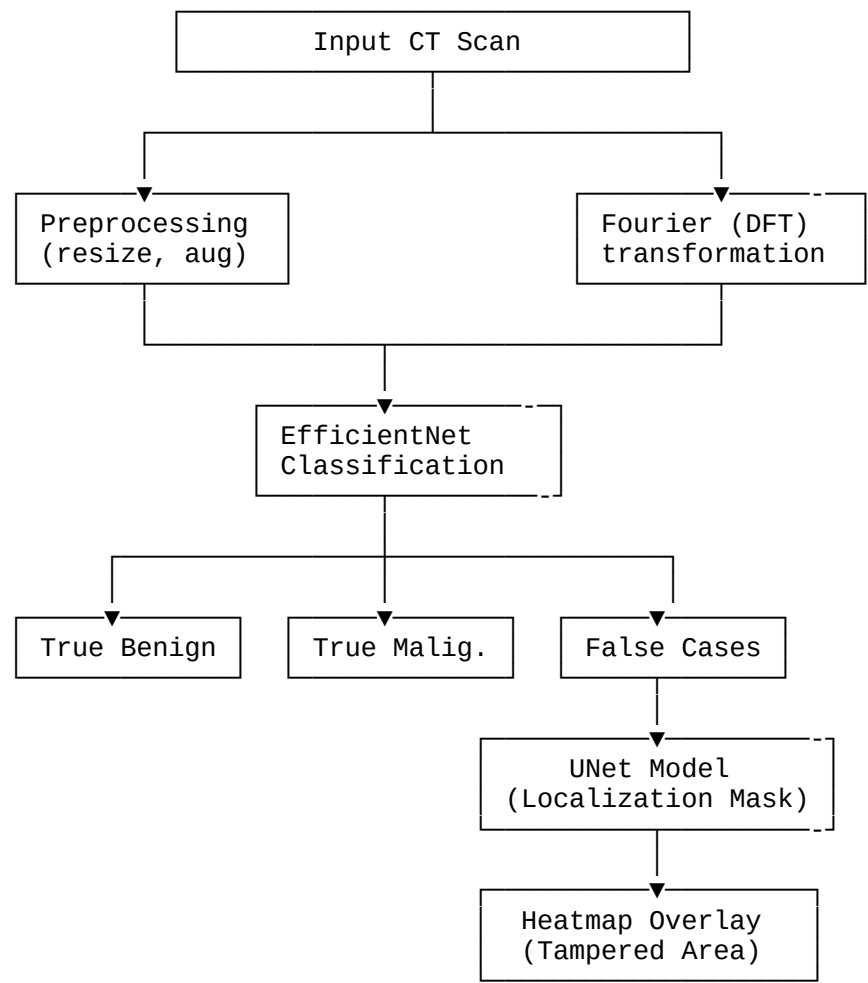 Input CT Scan
Preprocessing
(resize, aug)
Fourier (DFT)
transformation
EfficientNet
Classification
True Benign
True Malig.
False Cases
UNet Model
(Localization Mask)
Heatmap Overlay
(Tampered Area)